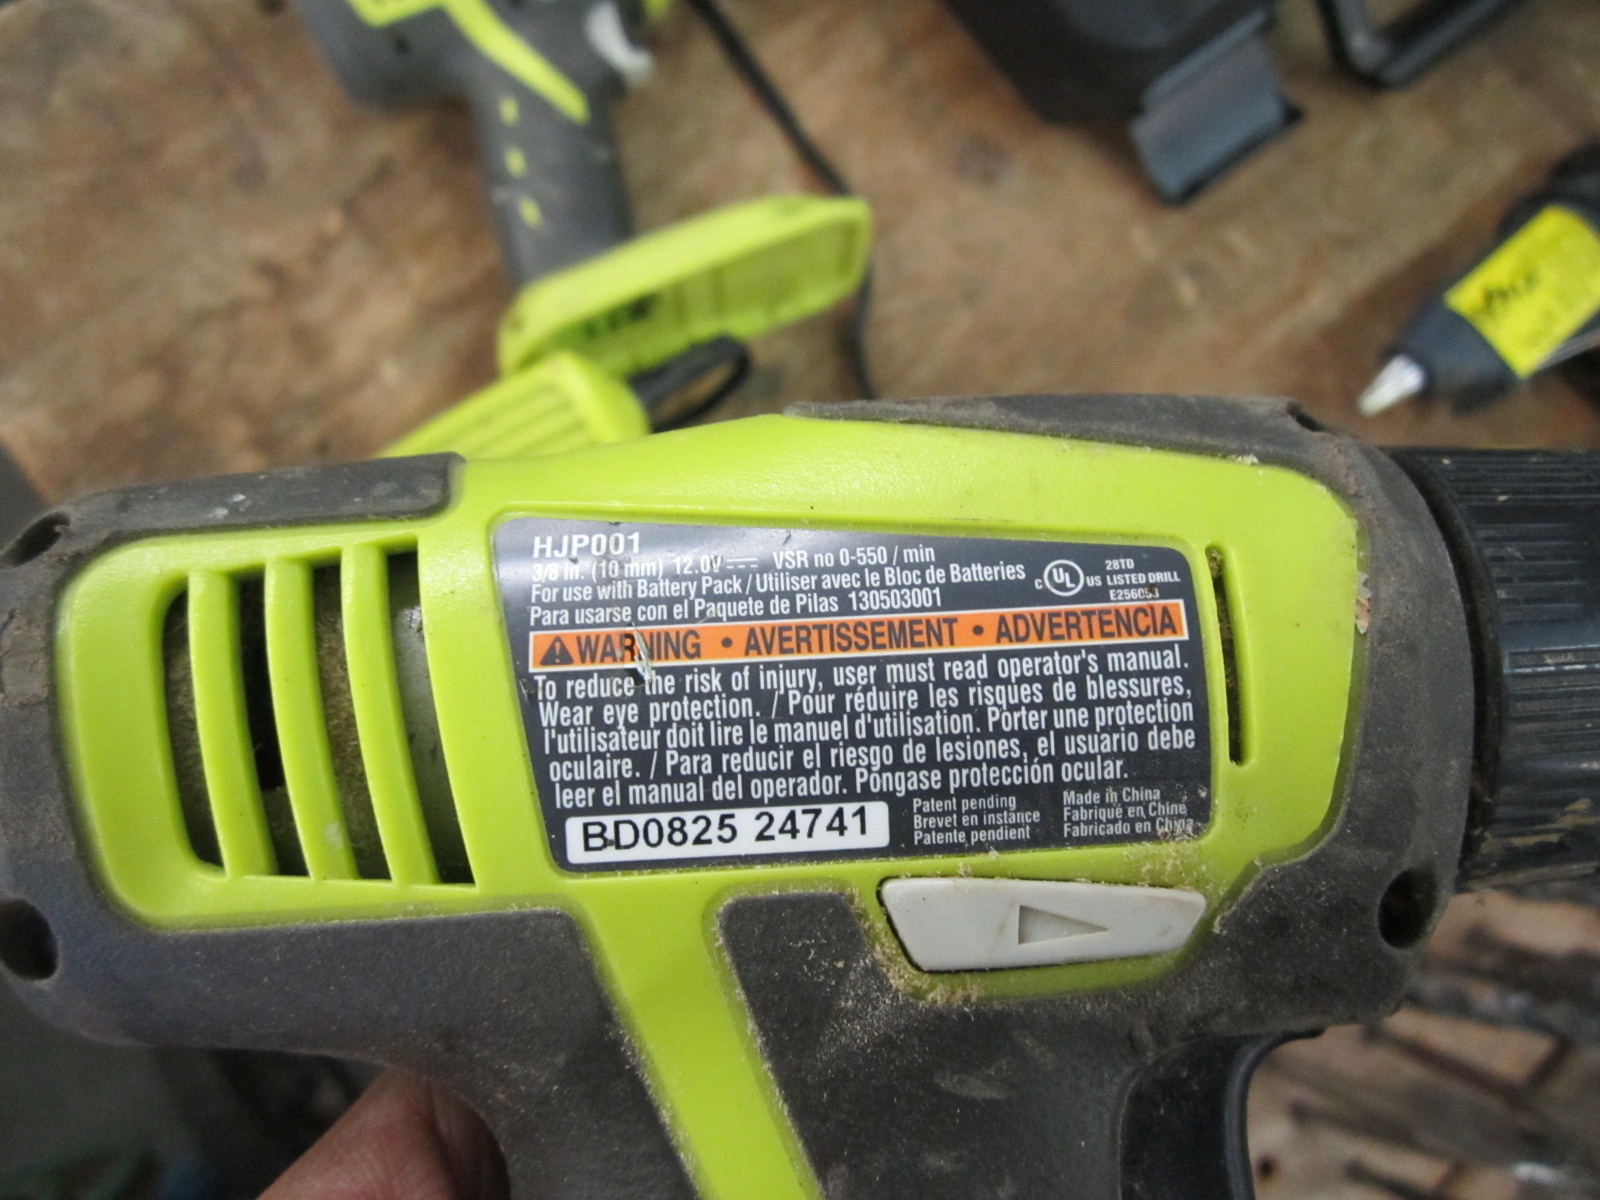 HJP001
3/8 in. (10 mm) 12.0V⎓ VSR no 0-550 / min
For use with Battery Pack / Utiliser avec le Bloc de Batteries
Para usarse con el Paquete de Pilas 130503001
C UL US
28TD
LISTED DRILL
E256053
⚠WARNING • AVERTISSEMENT • ADVERTENCIA
To reduce the risk of injury, user must read operator's manual.
Wear eye protection. / Pour réduire les risques de blessures,
l'utilisateur doit lire le manuel d'utilisation. Porter une protection
oculaire. / Para reducir el riesgo de lesiones, el usuario debe
leer el manual del operador. Póngase protección ocular.
BD0825 24741
Patent pending
Brevet en instance
Patente pendient
Made in China
Fabriqué en Chine
Fabricado en China